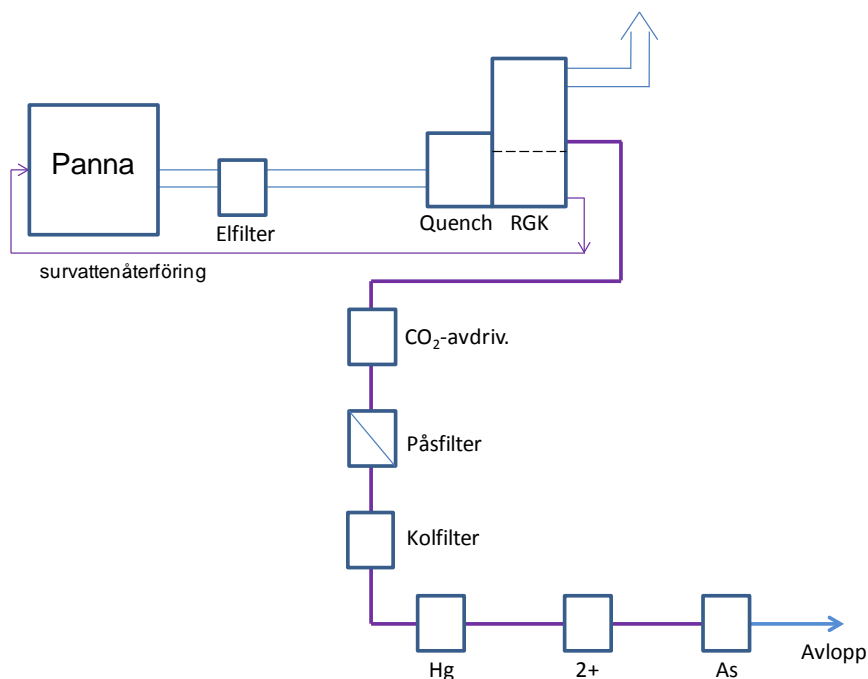 Panna
Elfilter
Quench
RGK
survattenåterföring
CO₂-avdriv.
Påsfilter
Kolfilter
Hg
2+
As
Avlopp